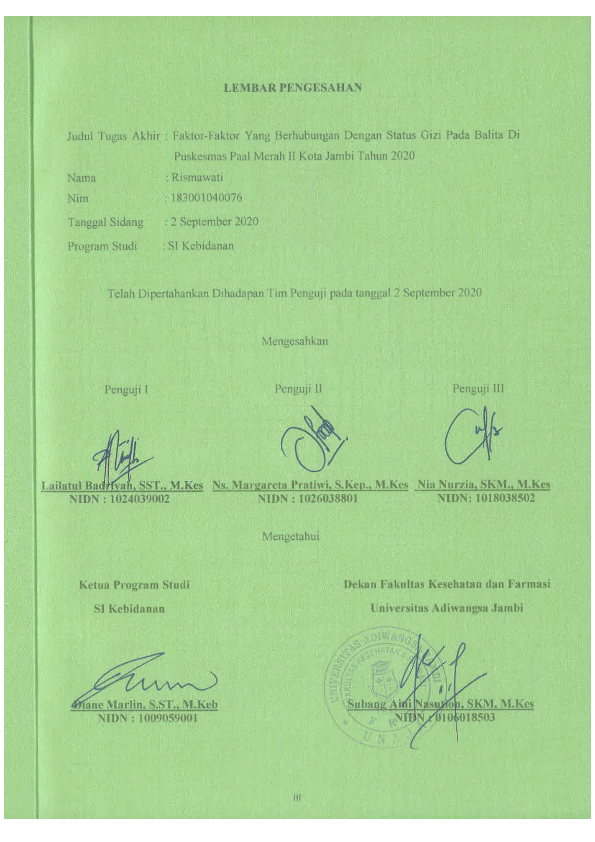 LEMBAR PENGESAHAN
Judul Tugas Akhir : Faktor-Faktor Yang Berhubungan Dengan Status Gizi Pada Balita Di
Puskesmas Paal Merah II Kota Jambi Tahun 2020
Nama : Rismawati
Nim : 183001040076
Tanggal Sidang : 2 September 2020
Program Studi : SI Kebidanan
Telah Dipertahankan Dihadapan Tim Penguji pada tanggal 2 September 2020
Mengesahkan
Penguji I Penguji II Penguji III
Lailatul Badriyah, SST., M.Kes Ns. Margareta Pratiwi, S.Kep., M.Kes Nia Nurzia, SKM., M.Kes
NIDN : 1024039002 NIDN : 1026038801 NIDN: 1018038502
Mengetahui
Ketua Program Studi Dekan Fakultas Kesehatan dan Farmasi
SI Kebidanan Universitas Adiwangsa Jambi
UNIVERSITAS ADIWANGSA
FAKULTAS KESEHATAN &
Diane Marlin, S.ST., M.Keb Subang Aini Nasution, SKM, M.Kes
NIDN : 1009059001 NIDN : 0106018503
iii